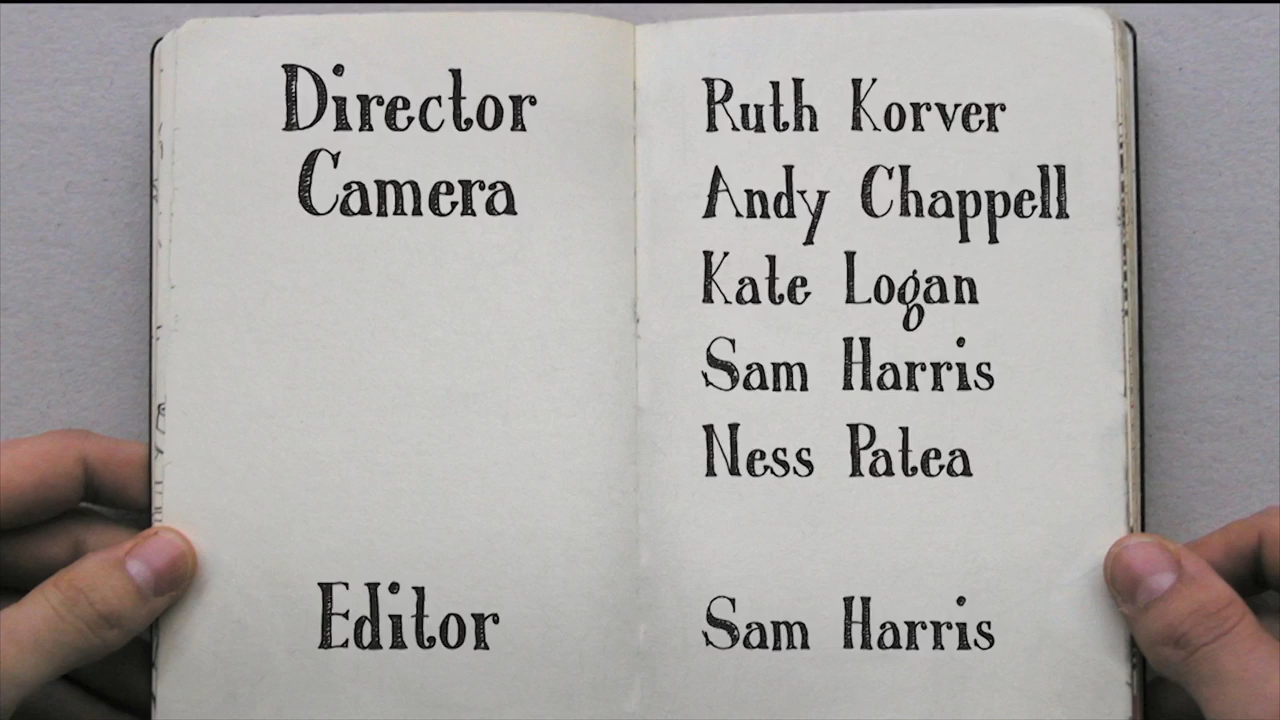 Director Ruth Korver
Camera Andy Chappell
Kate Logan
Sam Harris
Ness Patea
Editor Sam Harris